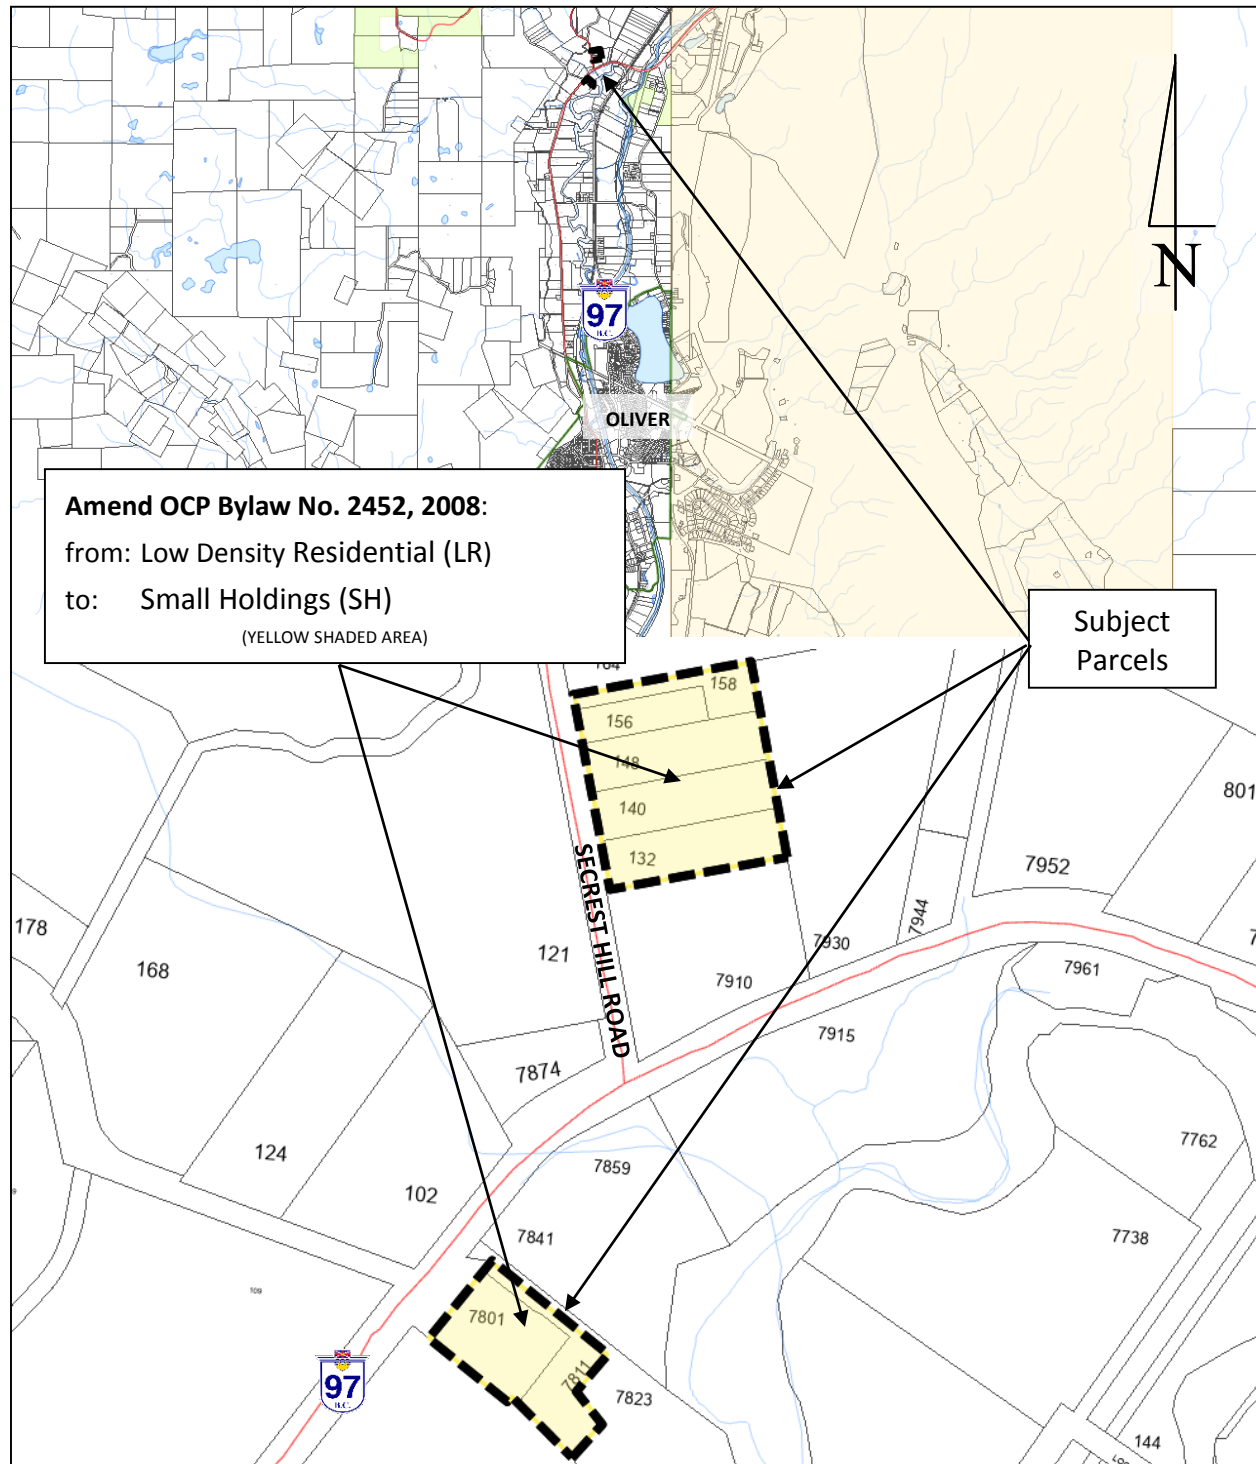 N
97
B.C.
OLIVER
Amend OCP Bylaw No. 2452, 2008:
from: Low Density Residential (LR)
to: Small Holdings (SH)
(YELLOW SHADED AREA)
Subject
Parcels
158
156
148
140
132
SECREST HILL ROAD
801
7952
7944
7930
7961
7910
7915
178
168
121
7874
124
102
7859
7762
7841
7738
109
7801
7811
7823
97
B.C.
144